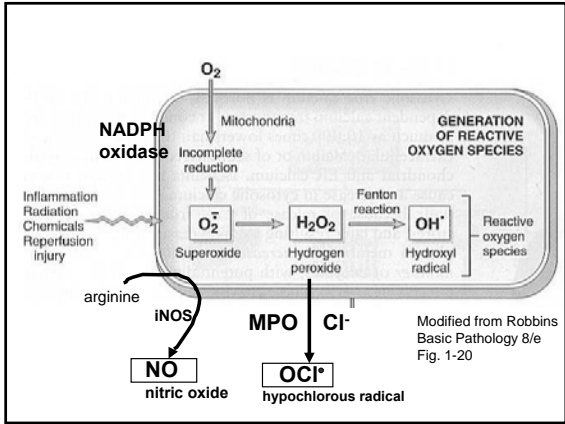 O₂
NADPH
oxidase
Mitochondria
Incomplete
reduction
GENERATION
OF REACTIVE
OXYGEN SPECIES
Inflammation
Radiation
Chemicals
Reperfusion
injury
O₂⨪
Superoxide
H₂O₂
Hydrogen
peroxide
Fenton
reaction
OH•
Hydroxyl
radical
Reactive
oxygen
species
arginine
iNOS
NO
nitric oxide
MPO Cl-
OCl•
hypochlorous radical
Modified from Robbins
Basic Pathology 8/e
Fig. 1-20